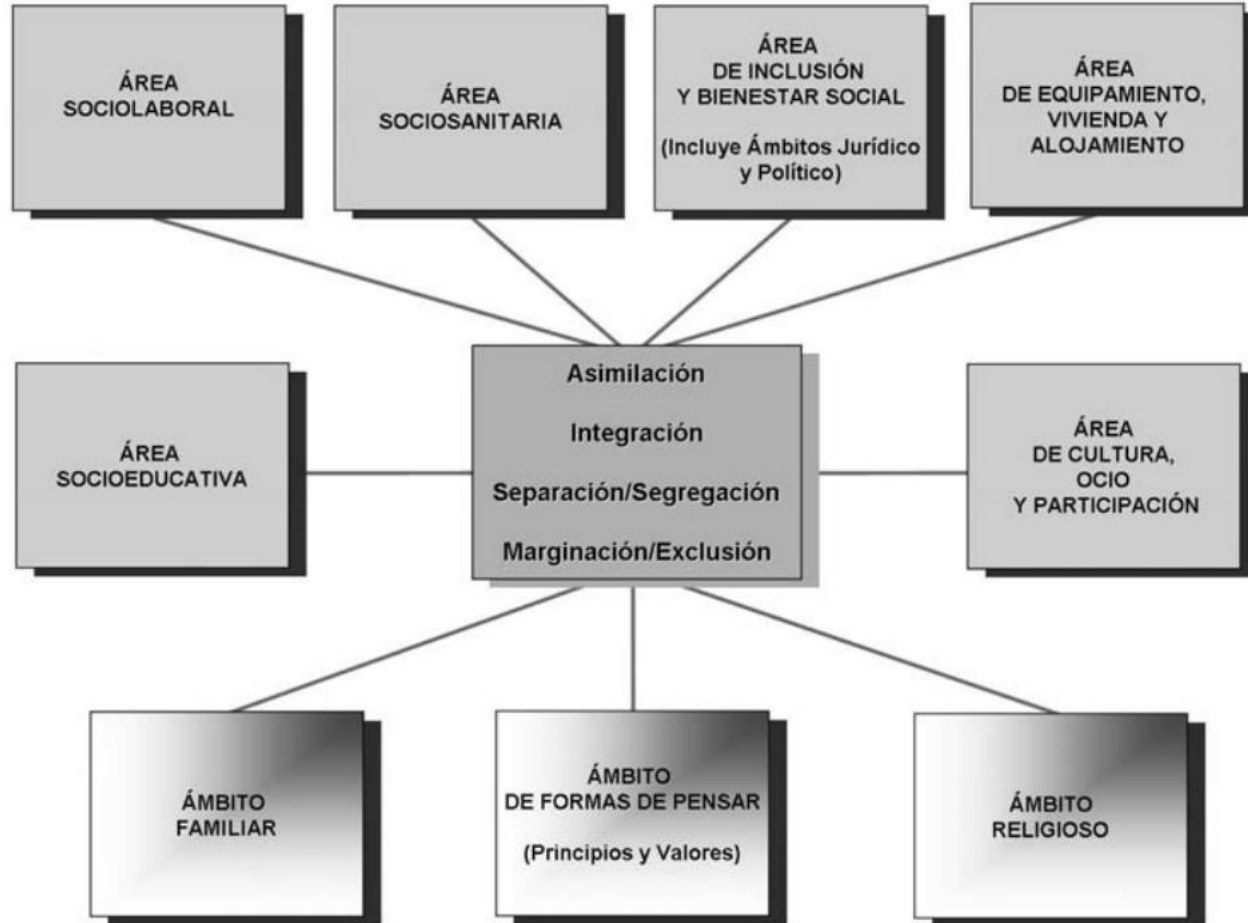 ÁREA
SOCIOLABORAL
ÁREA
SOCIOSANITARIA
ÁREA
DE INCLUSIÓN
Y BIENESTAR SOCIAL
(Incluye Ámbitos Jurídico
y Político)
ÁREA
DE EQUIPAMIENTO,
VIVIENDA Y
ALOJAMIENTO
ÁREA
SOCIOEDUCATIVA
Asimilación
Integración
Separación/Segregación
Marginación/Exclusión
ÁREA
DE CULTURA,
OCIO
Y PARTICIPACIÓN
ÁMBITO
FAMILIAR
ÁMBITO
DE FORMAS DE PENSAR
(Principios y Valores)
ÁMBITO
RELIGIOSO